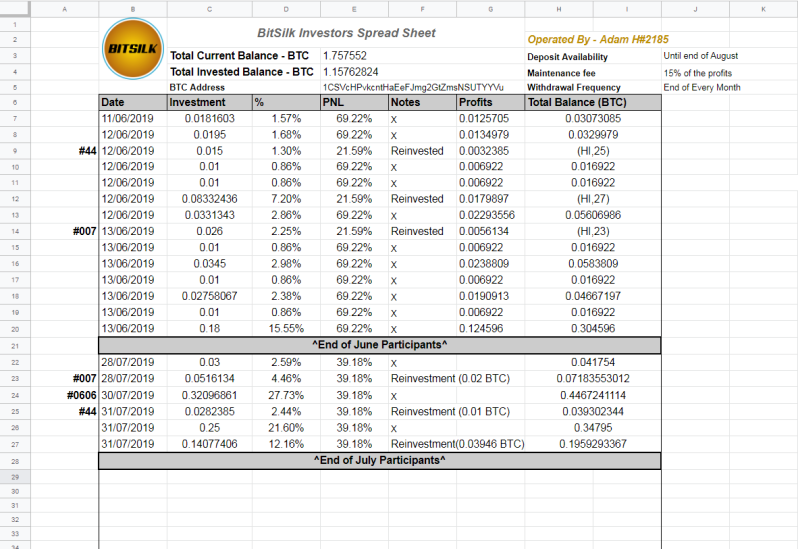 A B C D E F G H I J K
1 BitSilk Investors Spread Sheet
2 BITSILK Operated By - Adam H#2185
3 Total Current Balance - BTC 1.757552 Deposit Availability Until end of August
4 Total Invested Balance - BTC 1.15762824 Maintenance fee 15% of the profits
5 BTC Address 1CSVcHPvkcntHaEeFJmg2GtZmsNSUTYYVu Withdrawal Frequency End of Every Month
6 Date Investment % PNL Notes Profits Total Balance (BTC)
7 11/06/2019 0.0181603 1.57% 69.22% X 0.0125705 0.03073085
8 12/06/2019 0.0195 1.68% 69.22% X 0.0134979 0.0329979
9 #44 12/06/2019 0.015 1.30% 21.59% Reinvested 0.0032385 (HI,25)
10 12/06/2019 0.01 0.86% 69.22% X 0.006922 0.016922
11 12/06/2019 0.01 0.86% 69.22% X 0.006922 0.016922
12 12/06/2019 0.08332436 7.20% 21.59% Reinvested 0.0179897 (HI,27)
13 12/06/2019 0.0331343 2.86% 69.22% X 0.02293556 0.05606986
14 #007 13/06/2019 0.026 2.25% 21.59% Reinvested 0.0056134 (HI,23)
15 13/06/2019 0.01 0.86% 69.22% X 0.006922 0.016922
16 13/06/2019 0.0345 2.98% 69.22% X 0.0238809 0.0583809
17 13/06/2019 0.01 0.86% 69.22% X 0.006922 0.016922
18 13/06/2019 0.02758067 2.38% 69.22% X 0.0190913 0.04667197
19 13/06/2019 0.01 0.86% 69.22% X 0.006922 0.016922
20 13/06/2019 0.18 15.55% 69.22% X 0.124596 0.304596
21 ^End of June Participants^
22 28/07/2019 0.03 2.59% 39.18% X 0.041754
23 #007 28/07/2019 0.0516134 4.46% 39.18% Reinvestment (0.02 BTC) 0.07183553012
24 #0606 30/07/2019 0.32096861 27.73% 39.18% X 0.4467241114
25 #44 31/07/2019 0.0282385 2.44% 39.18% Reinvestment (0.01 BTC) 0.039302344
26 31/07/2019 0.25 21.60% 39.18% X 0.34795
27 31/07/2019 0.14077406 12.16% 39.18% Reinvestment(0.03946 BTC) 0.1959293367
28 ^End of July Participants^
29
30
31
32
33
34